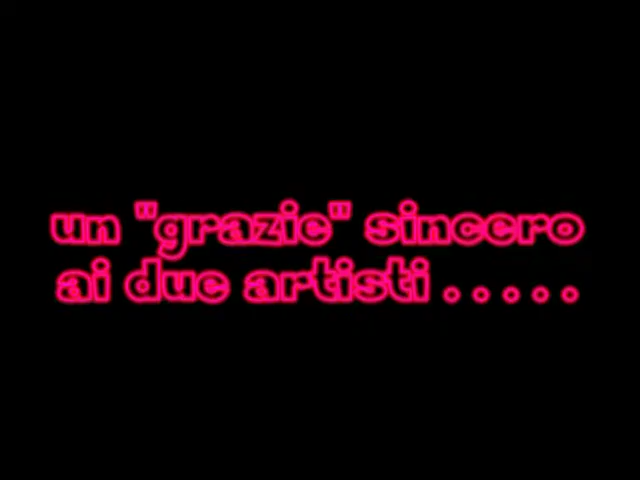 un "grazie" sincero
ai due artisti . . . . .